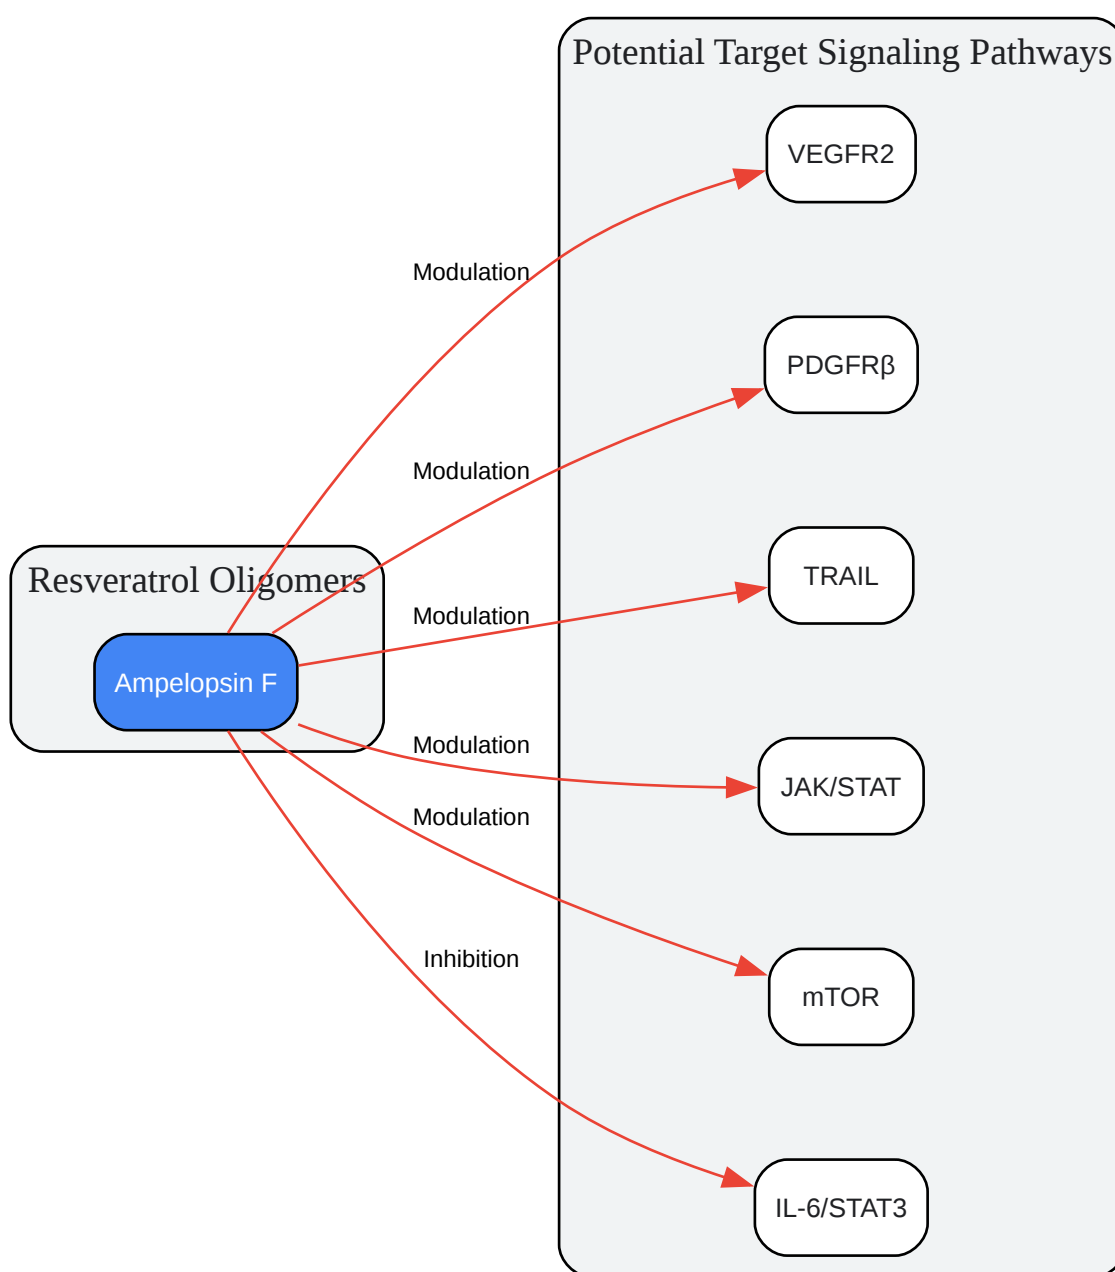 Potential Target Signaling Pathways
VEGFR2
Modulation
PDGFRβ
Modulation
Resveratrol Oligomers
TRAIL
Modulation
Ampelopsin F
Modulation
JAK/STAT
Modulation
Inhibition
mTOR
IL-6/STAT3